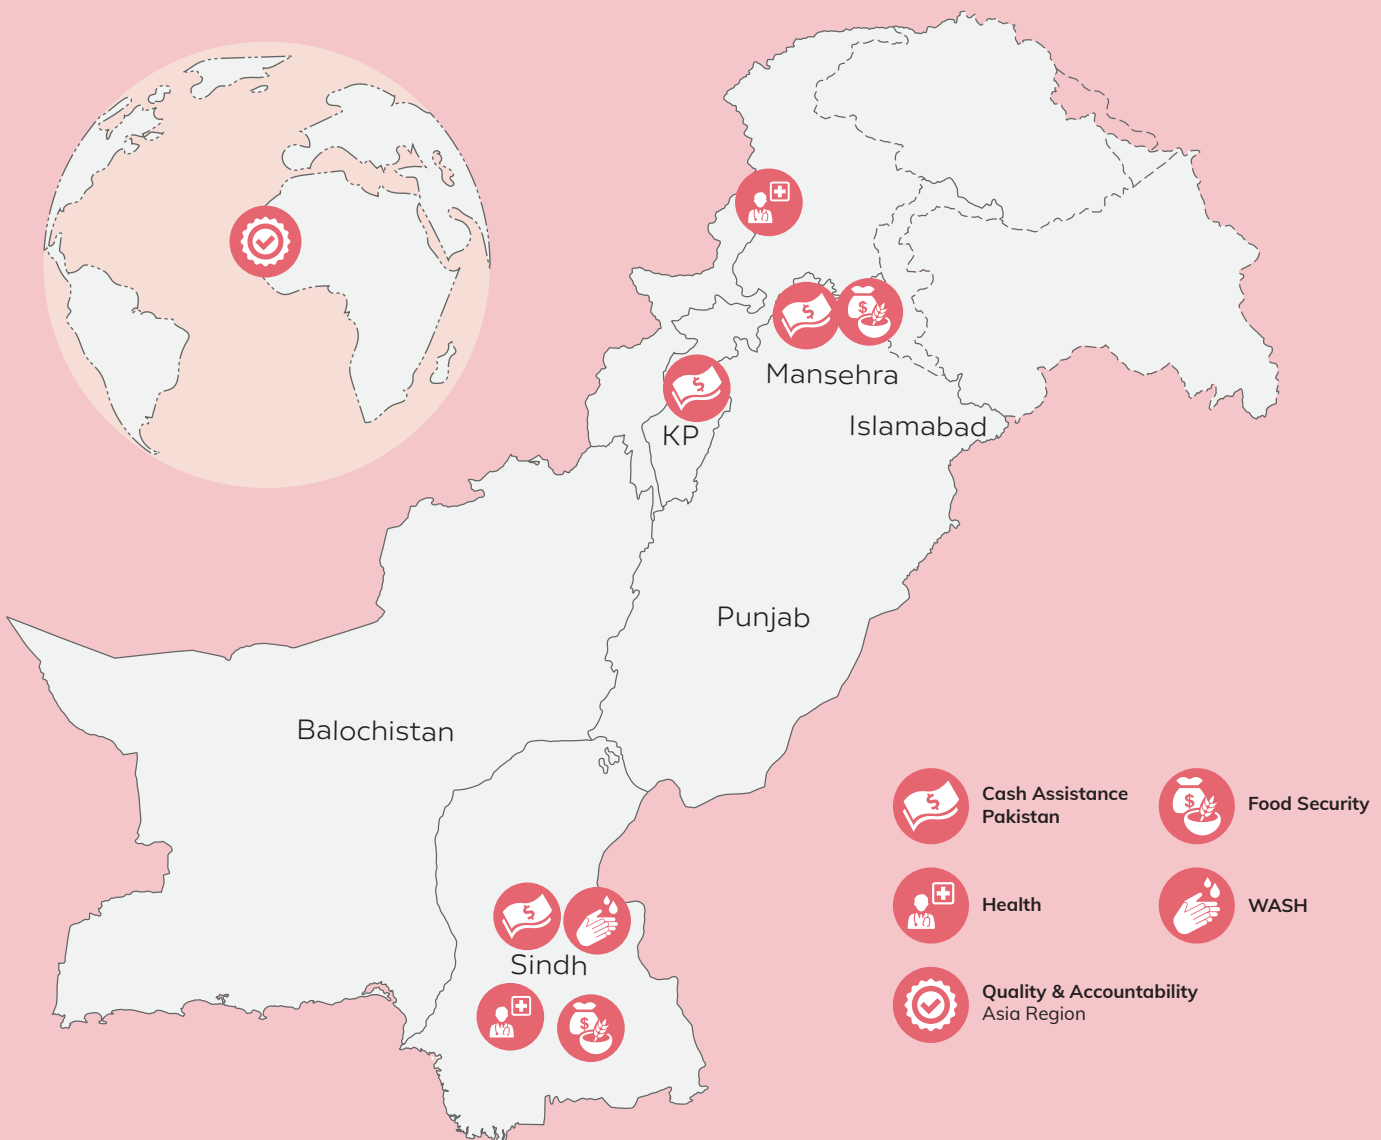 Mansehra
Islamabad
KP
Punjab
Balochistan
Sindh
Cash Assistance
Pakistan
Food Security
Health
WASH
Quality & Accountability
Asia Region